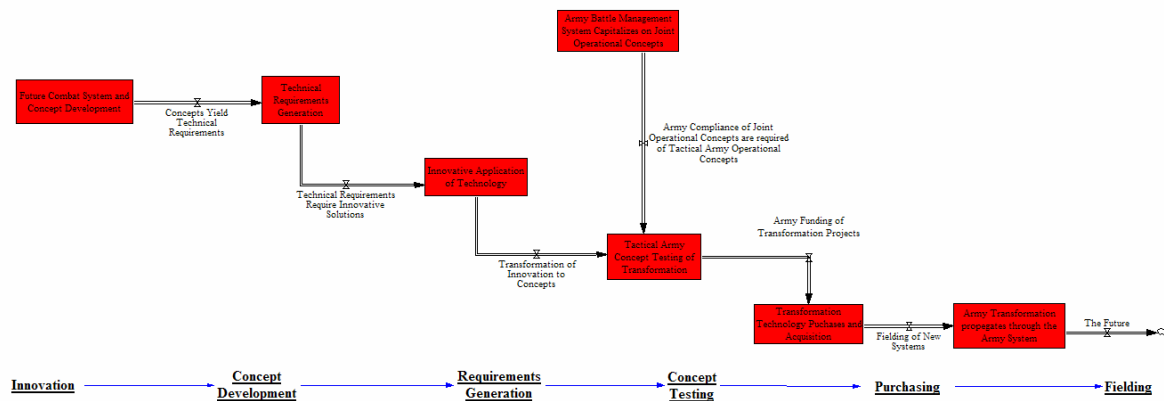 Army Battle Management
System Capitalizes on Joint
Operational Concepts
Future Combat System and
Concept Development
Concepts Yield
Technical
Requirements
Technical
Requirements
Generation
Army Compliance of Joint
Operational Concepts are required
of Tactical Army Operational
Concepts
Innovative Application
of Technology
Technical Requirements
Require Innovative
Solutions
Army Funding of
Transformation Projects
Tactical Army
Concept Testing of
Transformation
Transformation of
Innovation to
Concepts
Transformation
Technology Puchases and
Acquisition
Fielding of New
Systems
Army Transformation
propegates through the
Army System
The Future
Innovation
Concept
Development
Requirements
Generation
Concept
Testing
Purchasing
Fielding